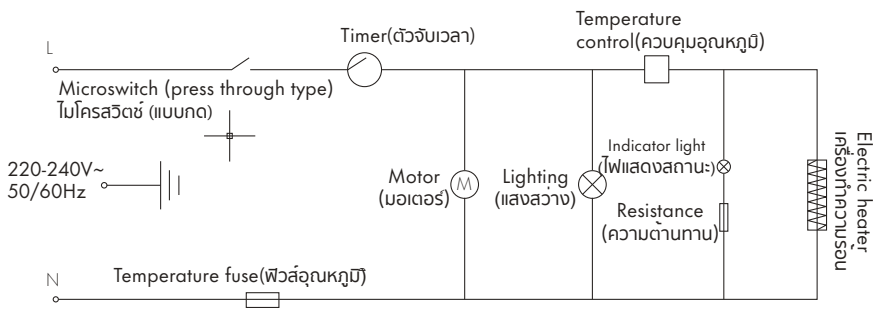 Temperature
control(ควบคุมอุณหภูมิ)
Timer(ตัวจับเวลา)
L
Microswitch (press through type)
ไมโครสวิตช์ (แบบกด)
220-240V~
50/60Hz
Motor
(มอเตอร์)
M
Lighting
(แสงสว่าง)
Indicator light
(ไฟแสดงสถานะ)
Resistance
(ความต้านทาน)
Electric heater
เครื่องทำความร้อน
N
Temperature fuse(ฟิวส์อุณหภูมิ)